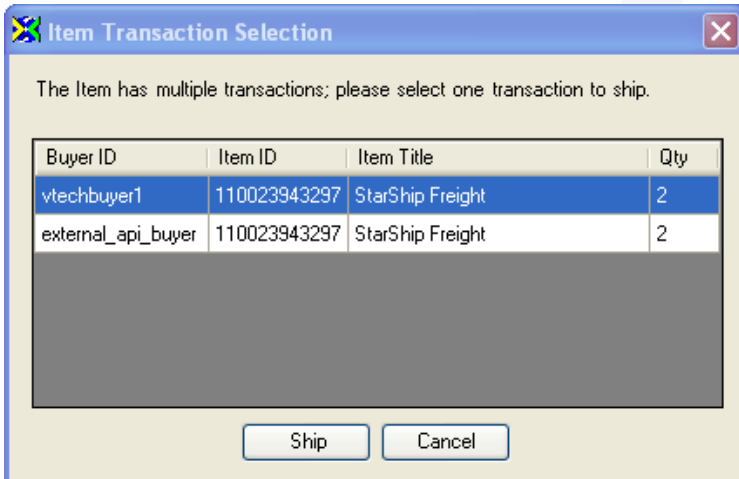 Item Transaction Selection
The Item has multiple transactions; please select one transaction to ship.
Buyer ID Item ID Item Title Qty
vtechbuyer1 110023943297 StarShip Freight 2
external_api_buyer 110023943297 StarShip Freight 2
Ship Cancel